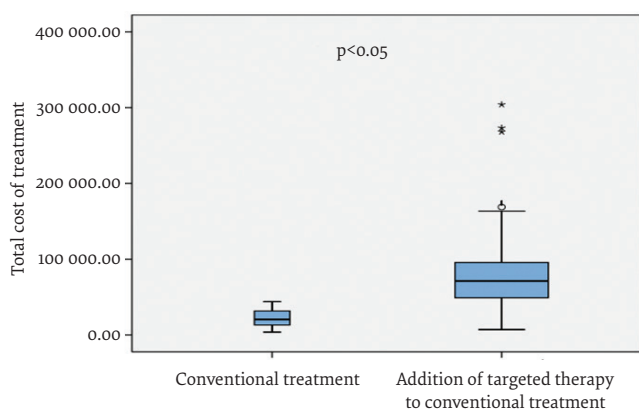 400 000.00
p<0.05
300 000.00
Total cost of treatment
200 000.00
100 000.00
0.00
Conventional treatment
Addition of targeted therapy
to conventional treatment